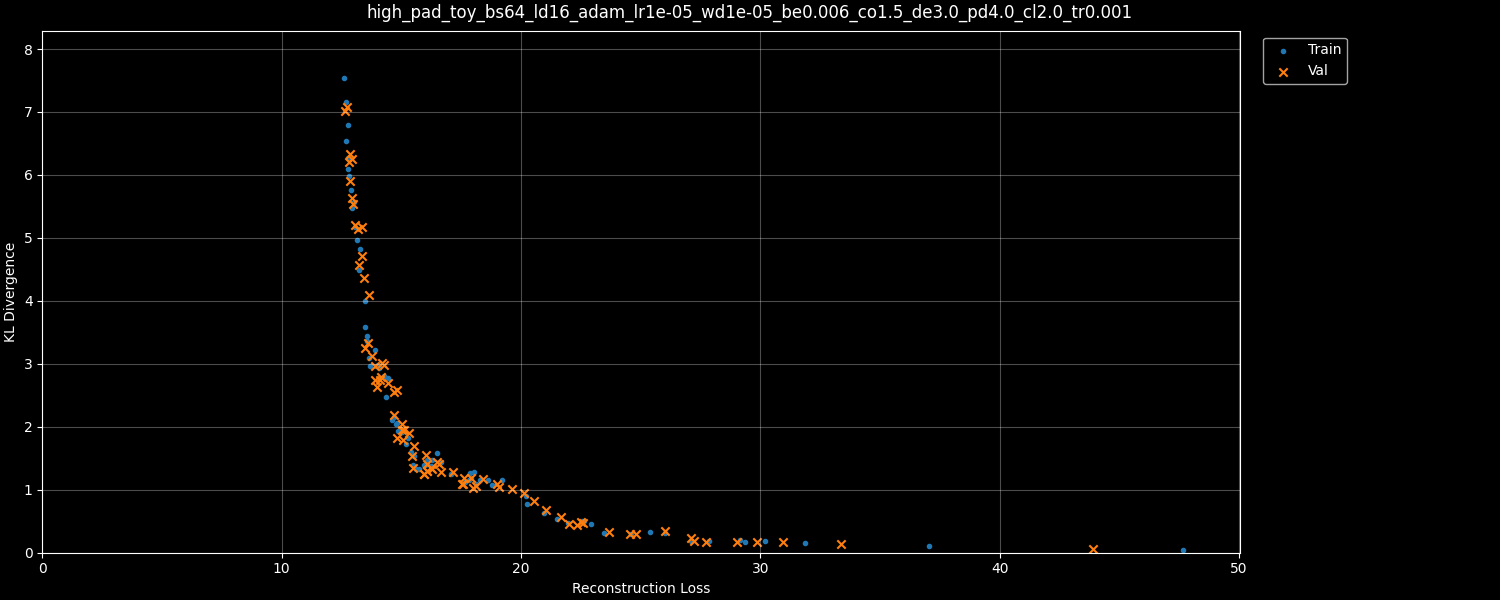 high_pad_toy_bs64_ld16_adam_lr1e-05_wd1e-05_be0.006_co1.5_de3.0_pd4.0_cl2.0_tr0.001
Train
Val
8
7
6
5
4
3
2
1
0
KL Divergence
0 10 20 30 40 50
Reconstruction Loss